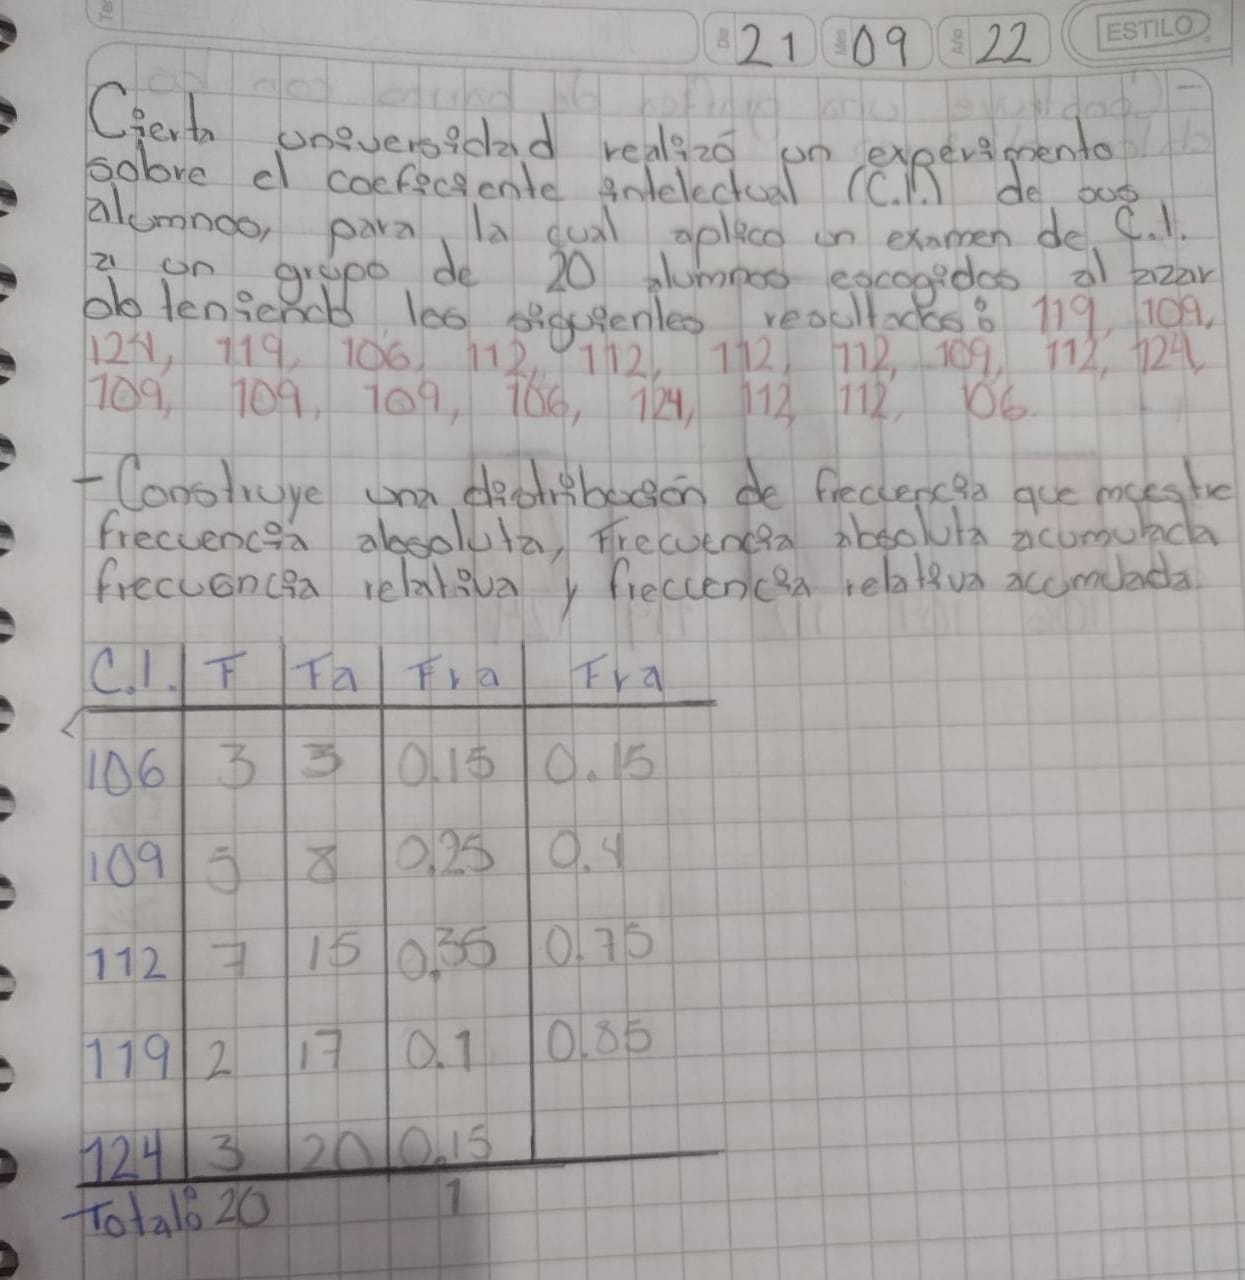 21 09 22 ESTILO
Cierta universidad realizó un experimento
sobre el coeficiente intelectual (C.I.) de sus
alumnos, para la cual aplico un examen de C.I.
a un grupo de 20 alumnos escogidos al azar
obteniendo los siguientes resultados: 119, 109,
124, 119, 106, 112, 112, 112, 112, 109, 112, 124,
109, 109, 109, 106, 124, 112, 112, 106.
- Construye una distribución de frecuencia que muestre
frecuencia absoluta, frecuencia absoluta acumulada
frecuencia relativa y frecuencia relativa acumulada
C.I. F Fa Fra Fra
106 3 3 0.15 0.15
109 5 8 0.25 0.4
112 7 15 0.35 0.75
119 2 17 0.1 0.85
124 3 20 0.15
Total: 20 1